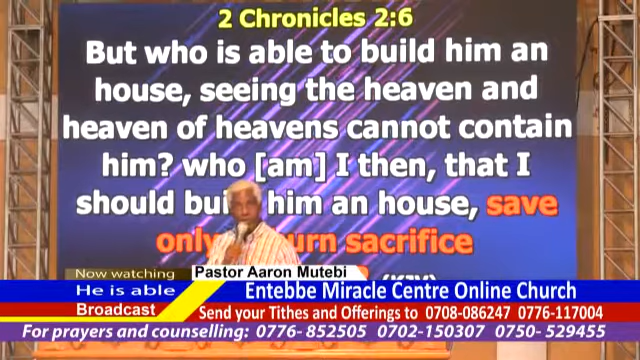 2 Chronicles 2:6
But who is able to build him an
house, seeing the heaven and
heaven of heavens cannot contain
him? who [am] I then, that I
should him an house, save
only sacrifice
(KJV)
Now watching
Pastor Aaron Mutebi
He is able
Entebbe Miracle Centre Online Church
Broadcast
Send your Tithes and Offerings to 0708-086247 0776-117004
For prayers and counselling: 0776- 852505 0702-150307 0750- 529455